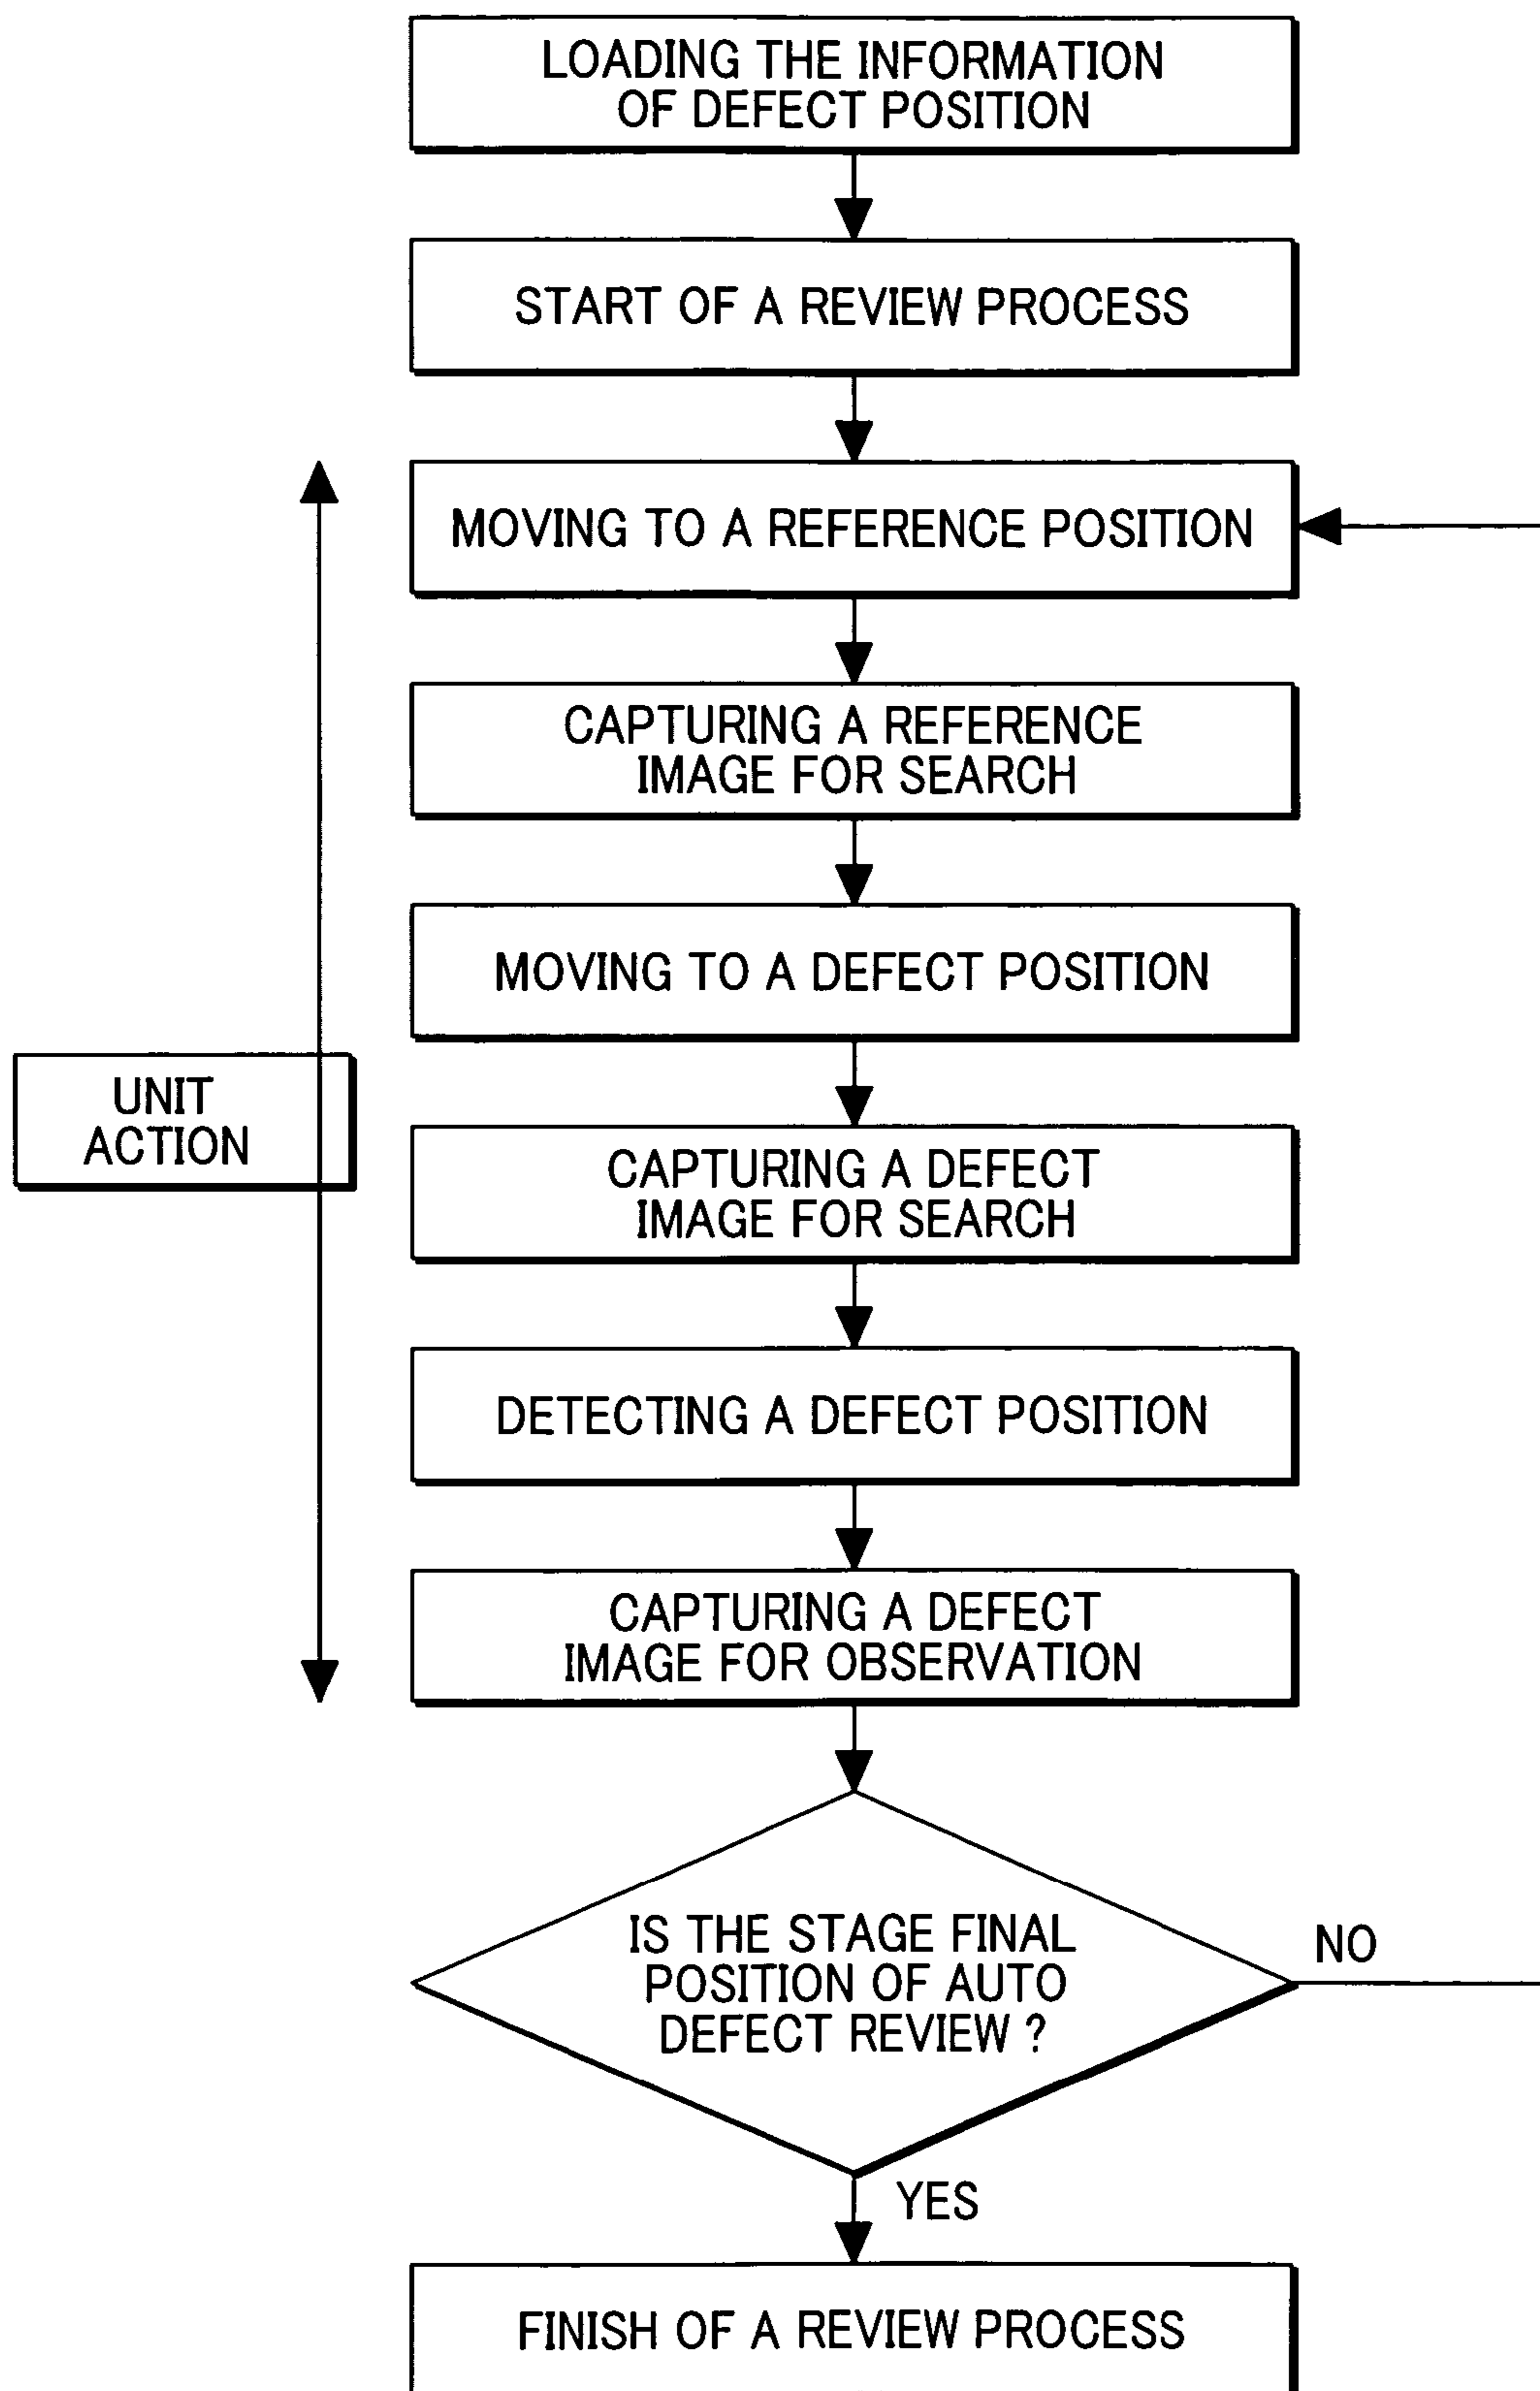 LOADING THE INFORMATION
OF DEFECT POSITION
START OF A REVIEW PROCESS
MOVING TO A REFERENCE POSITION
CAPTURING A REFERENCE
IMAGE FOR SEARCH
MOVING TO A DEFECT POSITION
UNIT
ACTION
CAPTURING A DEFECT
IMAGE FOR SEARCH
DETECTING A DEFECT POSITION
CAPTURING A DEFECT
IMAGE FOR OBSERVATION
IS THE STAGE FINAL
POSITION OF AUTO
DEFECT REVIEW ?
NO
YES
FINISH OF A REVIEW PROCESS